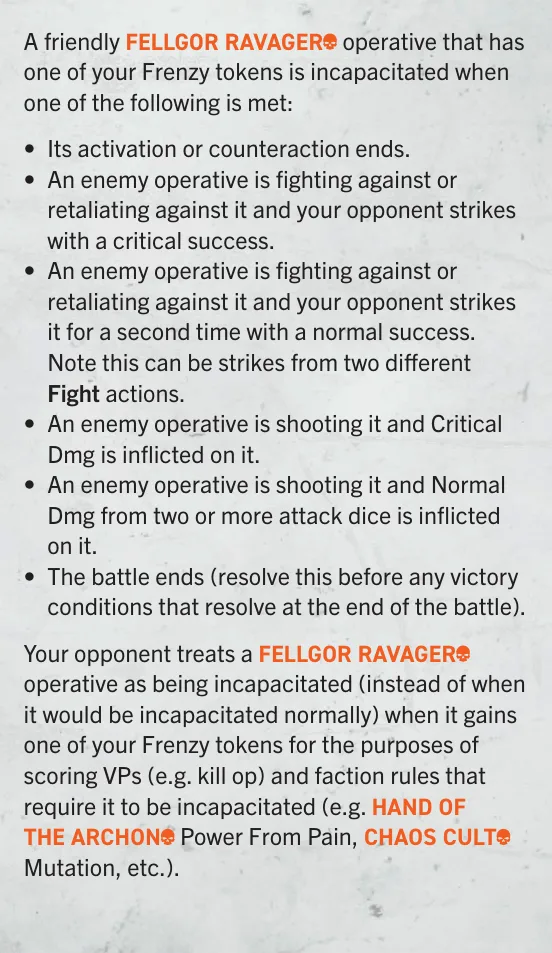 A friendly FELLGOR RAVAGER operative that has
one of your Frenzy tokens is incapacitated when
one of the following is met:
• Its activation or counteraction ends.
• An enemy operative is fighting against or
retaliating against it and your opponent strikes
with a critical success.
• An enemy operative is fighting against or
retaliating against it and your opponent strikes
it for a second time with a normal success.
Note this can be strikes from two different
Fight actions.
• An enemy operative is shooting it and Critical
Dmg is inflicted on it.
• An enemy operative is shooting it and Normal
Dmg from two or more attack dice is inflicted
on it.
• The battle ends (resolve this before any victory
conditions that resolve at the end of the battle).
Your opponent treats a FELLGOR RAVAGER
operative as being incapacitated (instead of when
it would be incapacitated normally) when it gains
one of your Frenzy tokens for the purposes of
scoring VPs (e.g. kill op) and faction rules that
require it to be incapacitated (e.g. HAND OF
THE ARCHON Power From Pain, CHAOS CULT
Mutation, etc.).